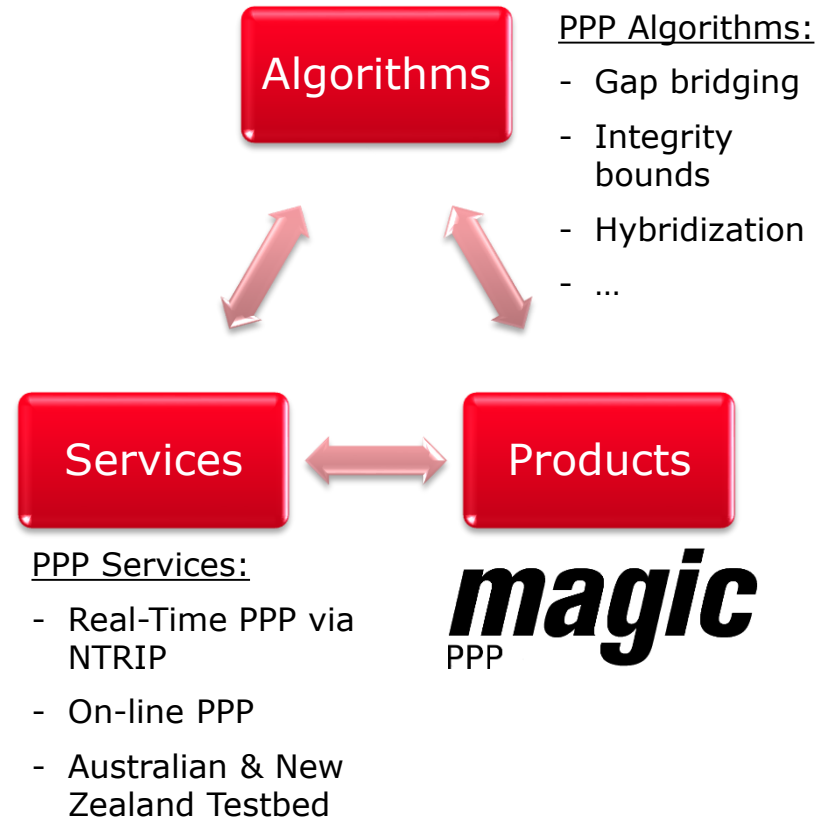 Algorithms
PPP Algorithms:
- Gap bridging
- Integrity
bounds
- Hybridization
- …
Services
Products
PPP Services:
- Real-Time PPP via
NTRIP
- On-line PPP
- Australian & New
Zealand Testbed
magic
PPP